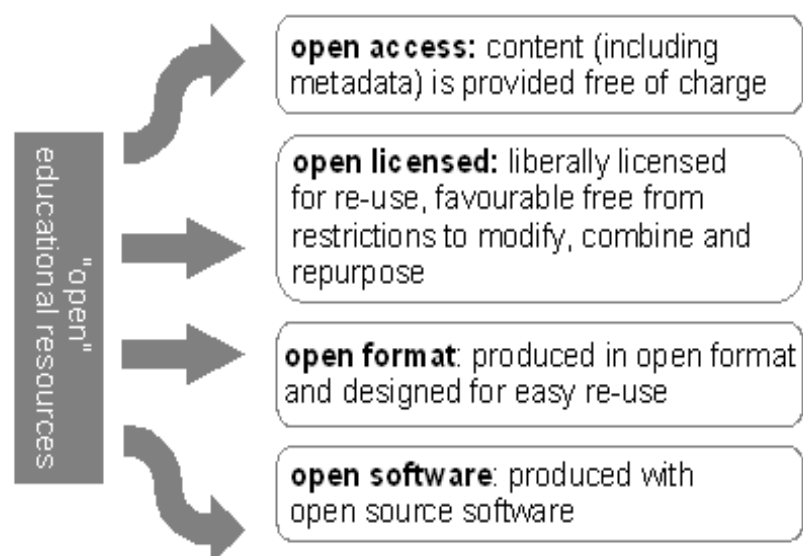 "open"
educational resources
open access: content (including
metadata) is provided free of charge
open licensed: liberally licensed
for re-use, favourable free from
restrictions to modify, combine and
repurpose
open format: produced in open format
and designed for easy re-use
open software: produced with
open source software